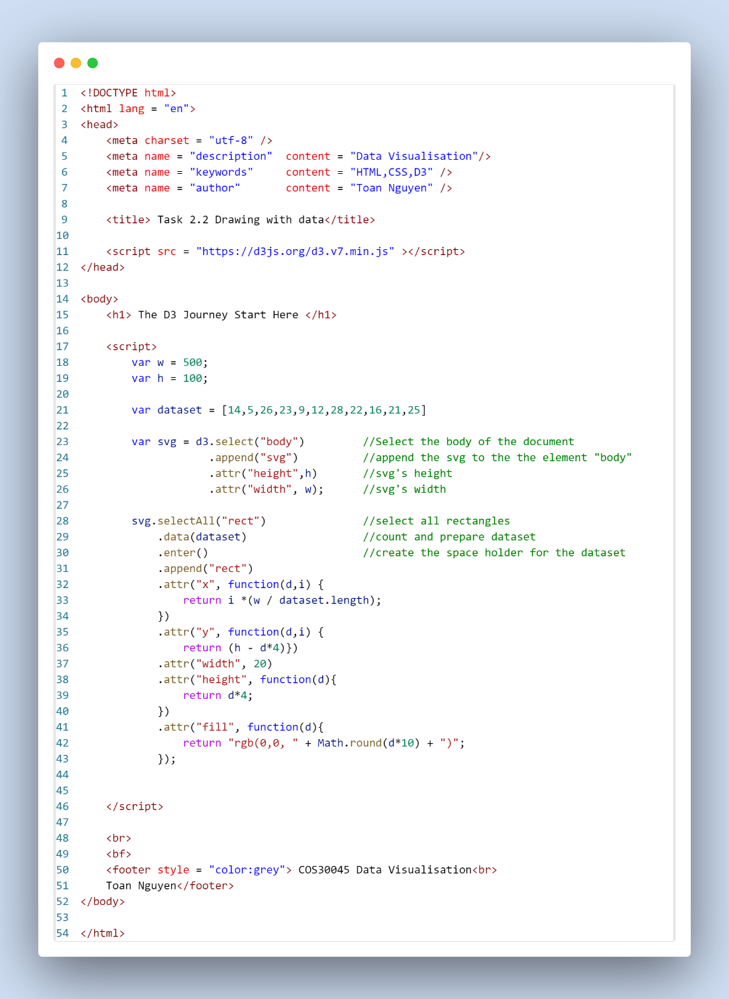 1 <!DOCTYPE html>
2 <html lang = "en">
3 <head>
4     <meta charset = "utf-8" />
5     <meta name = "description"  content = "Data Visualisation"/>
6     <meta name = "keywords"     content = "HTML,CSS,D3" />
7     <meta name = "author"       content = "Toan Nguyen" />
8
9     <title> Task 2.2 Drawing with data</title>
10
11     <script src = "https://d3js.org/d3.v7.min.js" ></script>
12 </head>
13
14 <body>
15     <h1> The D3 Journey Start Here </h1>
16
17     <script>
18         var w = 500;
19         var h = 100;
20
21         var dataset = [14,5,26,23,9,12,28,22,16,21,25]
22
23         var svg = d3.select("body")         //Select the body of the document
24                     .append("svg")          //append the svg to the the element "body"
25                     .attr("height",h)       //svg's height
26                     .attr("width", w);      //svg's width
27
28         svg.selectAll("rect")               //select all rectangles
29             .data(dataset)                  //count and prepare dataset
30             .enter()                        //create the space holder for the dataset
31             .append("rect")
32             .attr("x", function(d,i) {
33                 return i *(w / dataset.length);
34             })
35             .attr("y", function(d,i) {
36                 return (h - d*4)})
37             .attr("width", 20)
38             .attr("height", function(d){
39                 return d*4;
40             })
41             .attr("fill", function(d){
42                 return "rgb(0,0, " + Math.round(d*10) + ")";
43             });
44
45
46     </script>
47
48     <br>
49     <bf>
50     <footer style = "color:grey"> COS30045 Data Visualisation<br>
51     Toan Nguyen</footer>
52 </body>
53
54 </html>